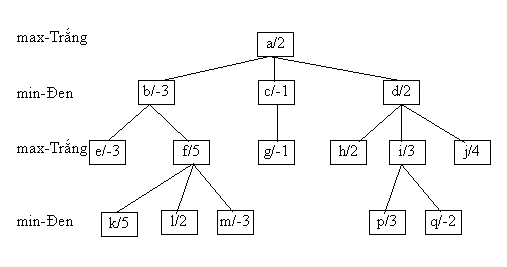 max-Trắng
a/2
min-Đen
b/-3 c/-1 d/2
max-Trắng
e/-3 f/5 g/-1 h/2 i/3 j/4
min-Đen
k/5 l/2 m/-3 p/3 q/-2